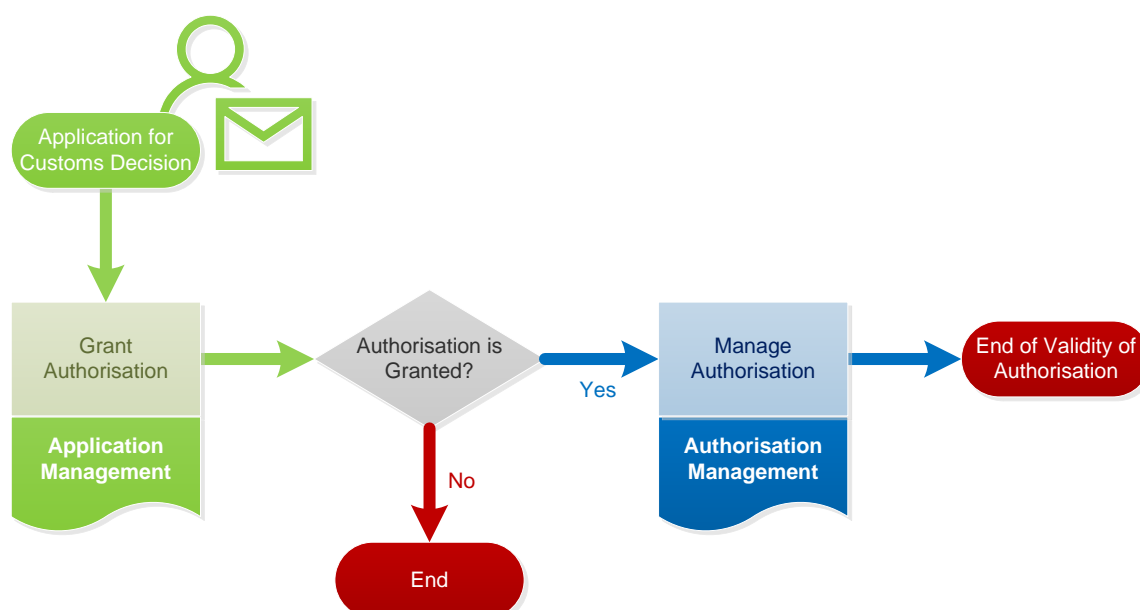 Application for
Customs Decision
Grant
Authorisation
Application
Management
Authorisation is
Granted?
Yes
No
End
Manage
Authorisation
Authorisation
Management
End of Validity of
Authorisation